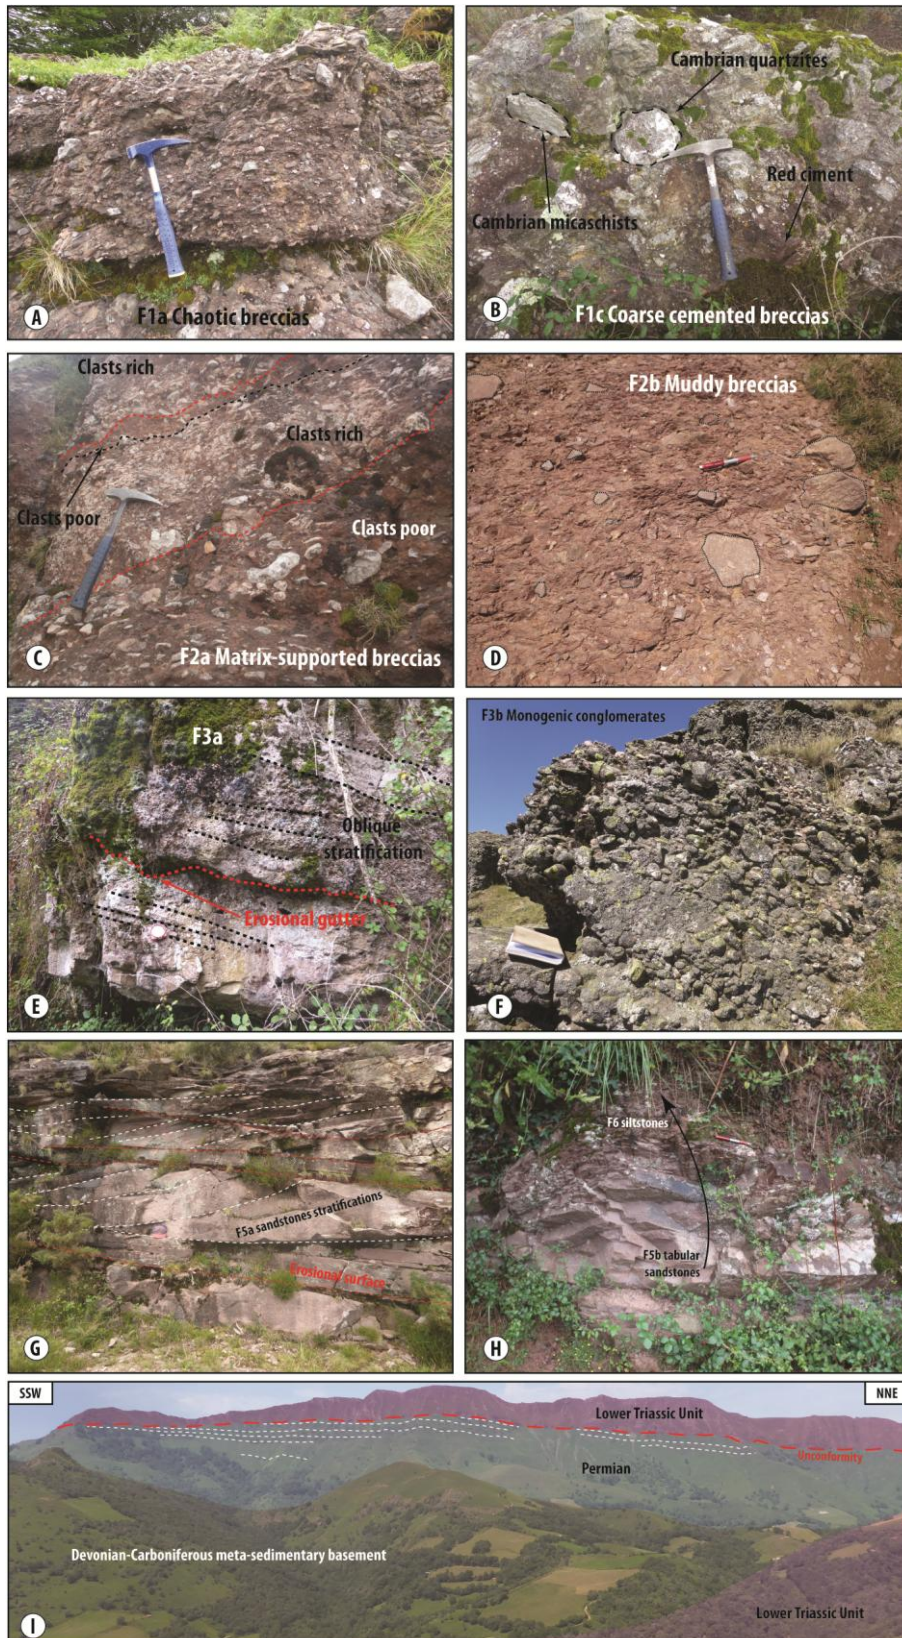 A
F1a Chaotic breccias
Cambrian quartzites
Red ciment
Cambrian micaschists
B
F1c Coarse cemented breccias
Clasts rich
Clasts rich
Clasts poor
Clasts poor
C
F2a Matrix-supported breccias
F2b Muddy breccias
D
F3a
Oblique
stratification
Erosional gutter
E
F3b Monogenic conglomerates
F
F5a sandstones stratifications
Erosional surface
G
F6 siltstones
F5b tabular
sandstones
H
SSW
NNE
Lower Triassic Unit
Unconformity
Permian
Devonian-Carboniferous meta-sedimentary basement
Lower Triassic Unit
I